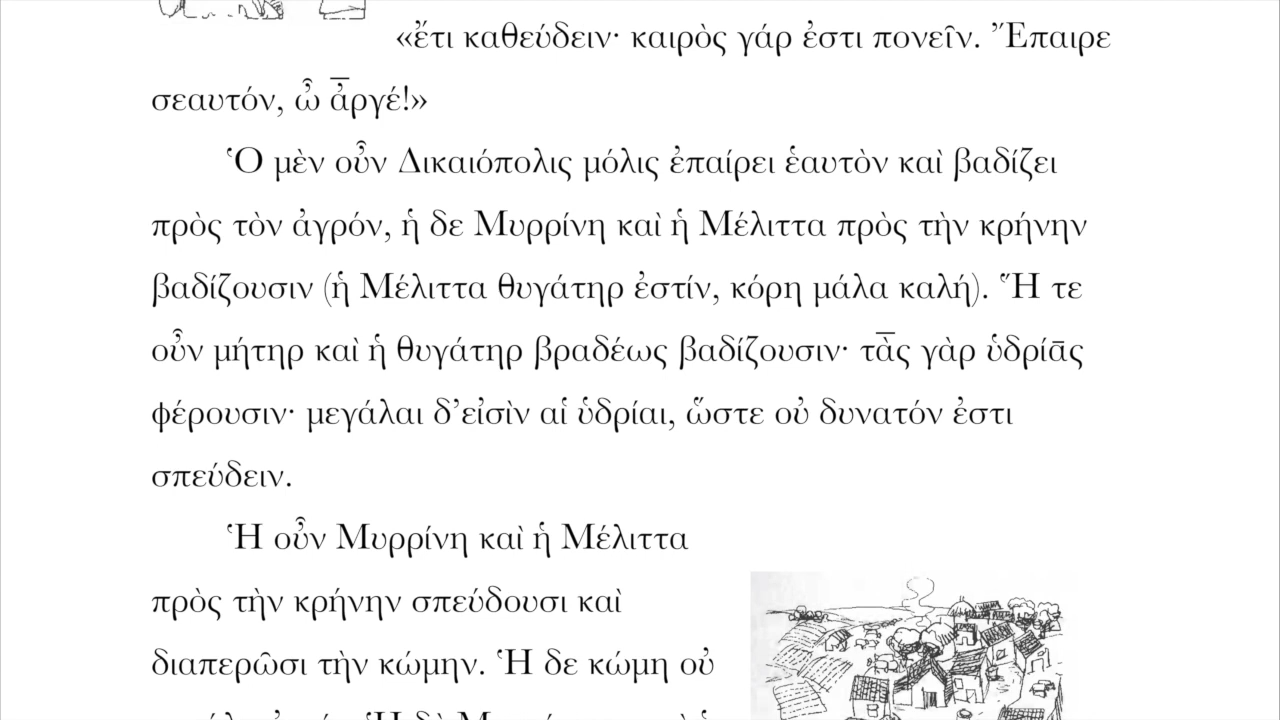 «ἔτι καθεύδειν· καιρὸς γάρ ἐστι πονεῖν. Ἔπαιρε
σεαυτόν, ὦ ἆ̄ργέ!»
Ὁ μὲν οὖν Δικαιόπολις μόλις ἐπαίρει ἑαυτὸν καὶ βαδίζει
πρὸς τὸν ἀγρόν, ἡ δε Μυρρίνη καὶ ἡ Μέλιττα πρὸς τὴν κρήνην
βαδίζουσιν (ἡ Μέλιττα θυγάτηρ ἐστίν, κόρη μάλα καλή). Ἥ τε
οὖν μήτηρ καὶ ἡ θυγάτηρ βραδέως βαδίζουσιν· τᾱ̀ς γὰρ ὑδρίᾱς
φέρουσιν· μεγάλαι δ’εἰσὶν αἱ ὑδρίαι, ὥστε οὐ δυνατόν ἐστι
σπεύδειν.
Ἡ οὖν Μυρρίνη καὶ ἡ Μέλιττα
πρὸς τὴν κρήνην σπεύδουσι καὶ
διαπερῶσι τὴν κώμην. Ἡ δε κώμη οὐ